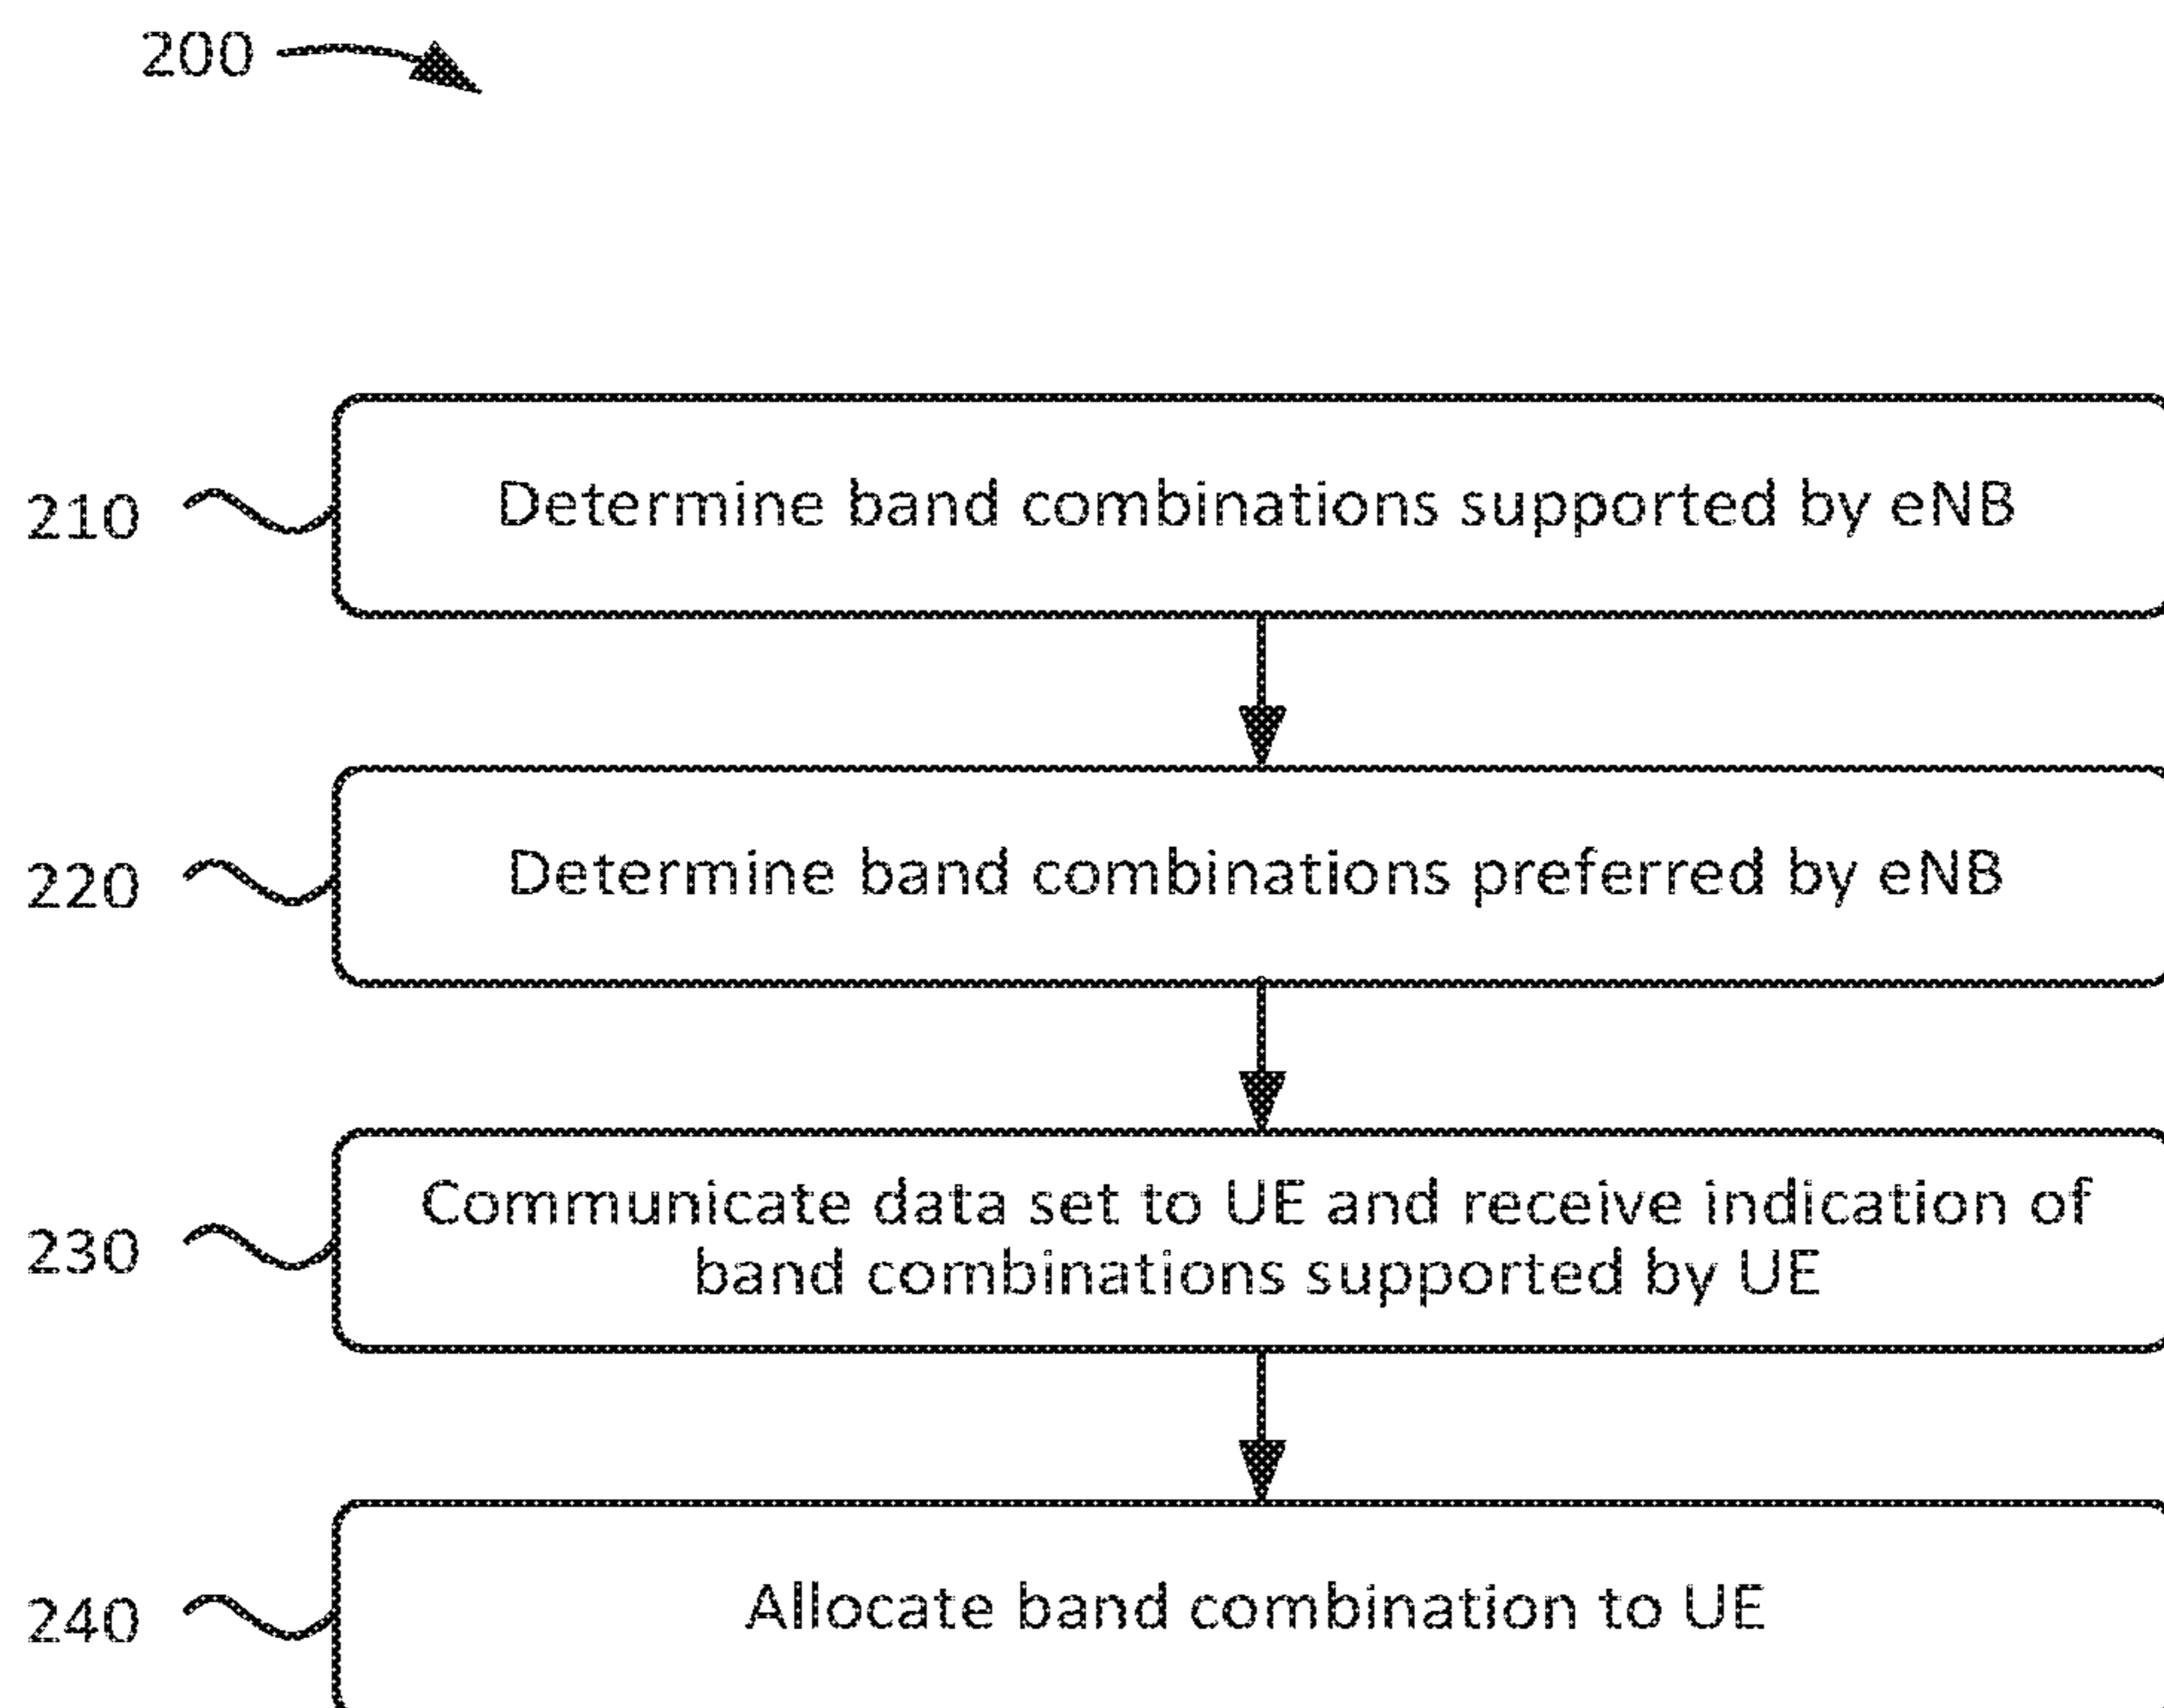 200
210
Determine band combinations supported by eNB
220
Determine band combinations preferred by eNB
230
Communicate data set to UE and receive indication of
band combinations supported by UE
240
Allocate band combination to UE